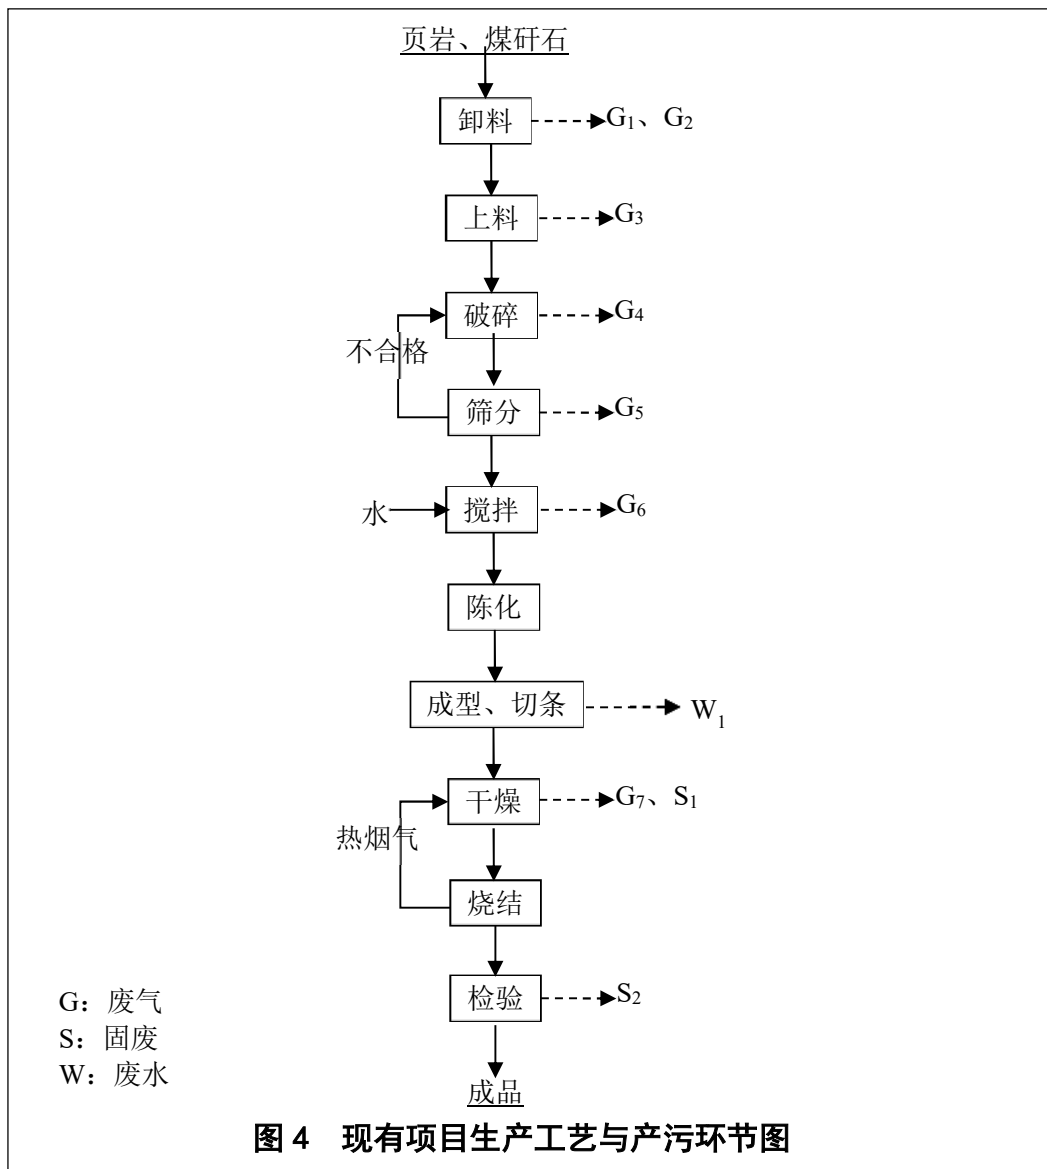 页岩、煤矸石
卸料
G₁、G₂
上料
G₃
破碎
G₄
不合格
筛分
G₅
水
搅拌
G₆
陈化
成型、切条
W₁
干燥
G₇、S₁
热烟气
烧结
检验
S₂
G：废气
S：固废
W：废水
成品
图 4 现有项目生产工艺与产污环节图